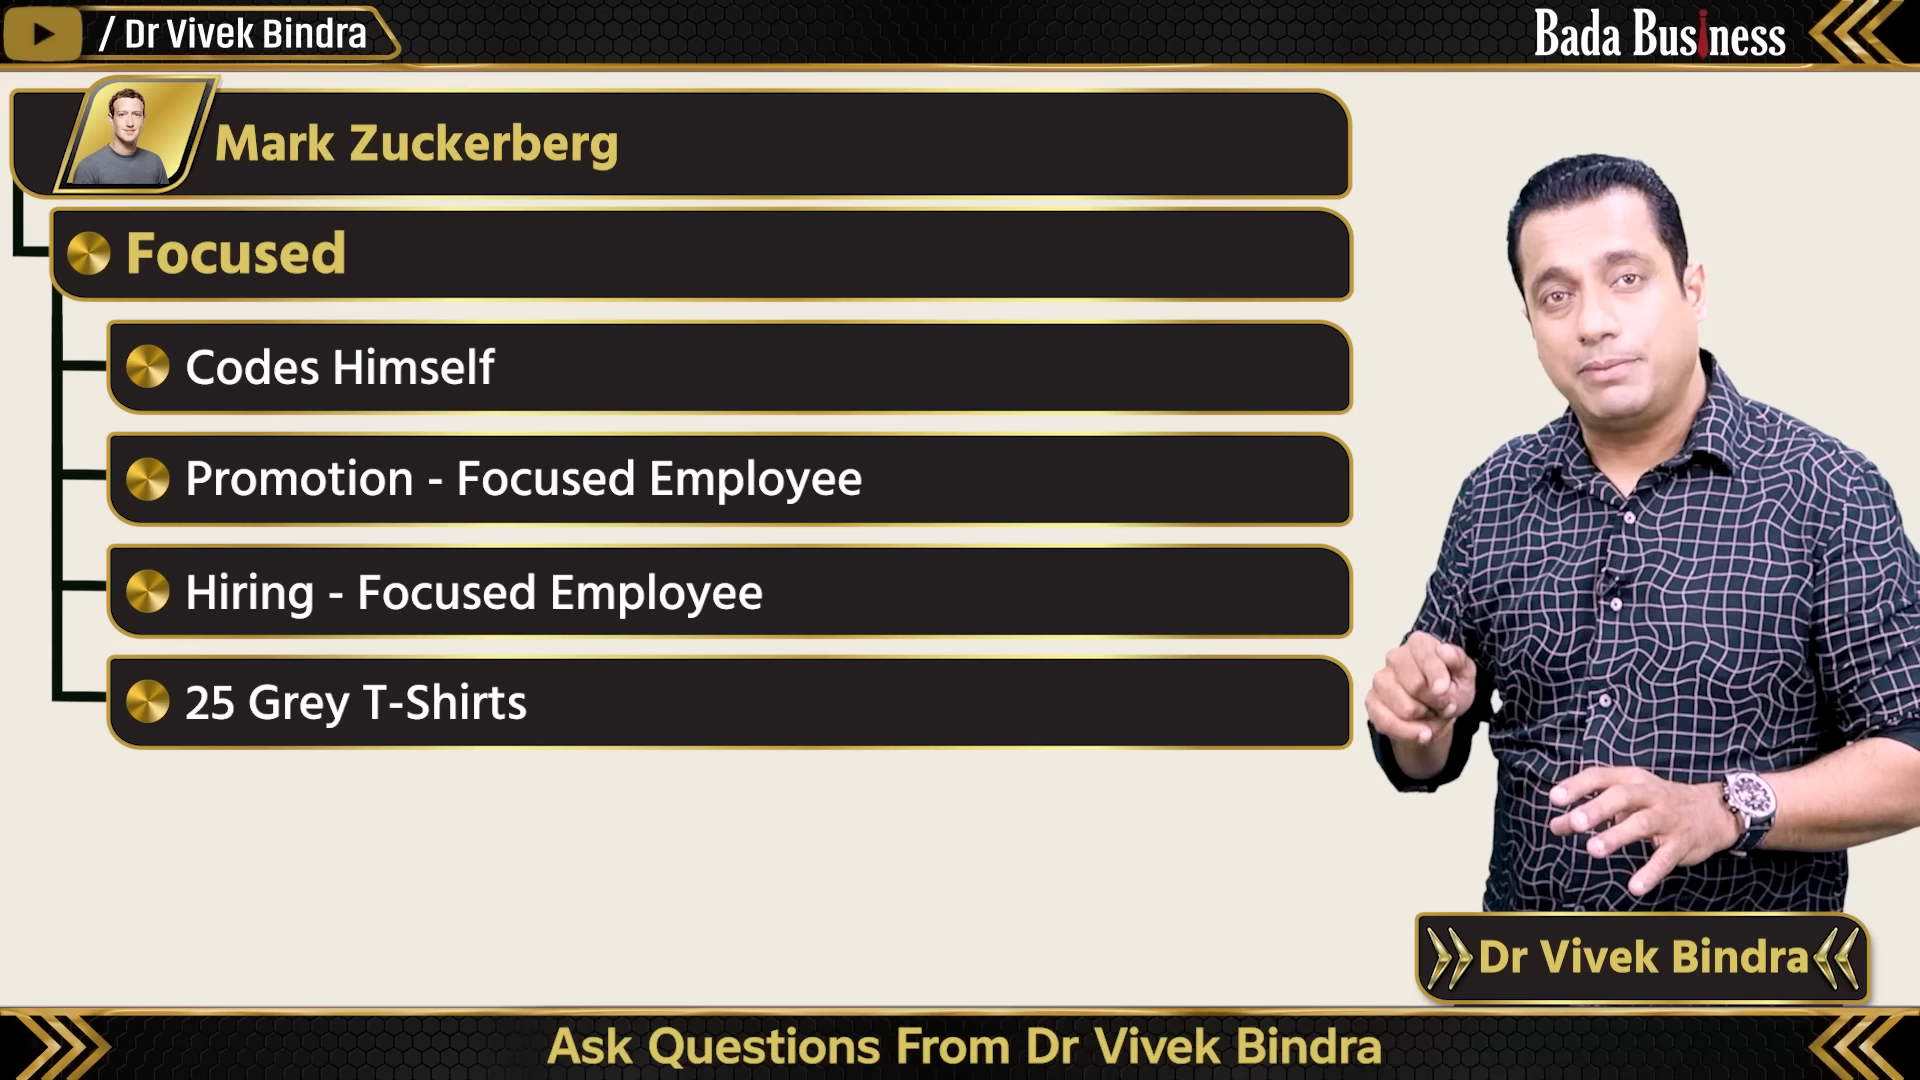 / Dr Vivek Bindra
Bada Business
Mark Zuckerberg
Focused
Codes Himself
Promotion - Focused Employee
Hiring - Focused Employee
25 Grey T-Shirts
Dr Vivek Bindra
Ask Questions From Dr Vivek Bindra